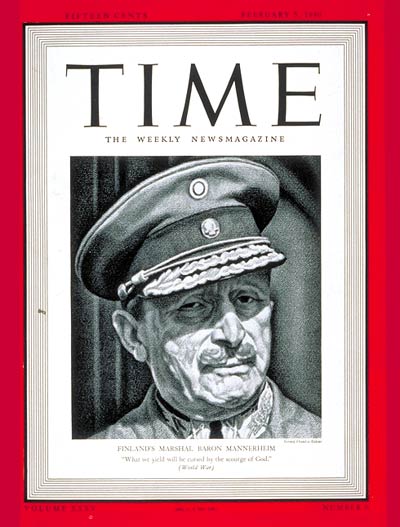 FIFTEEN CENTS FEBRUARY 5, 1940
TIME
THE WEEKLY NEWSMAGAZINE
FINLAND'S MARSHAL BARON MANNERHEIM
"What we yield will be cursed by the scourge of God."
(World War)
VOLUME XXXV NUMBER 6